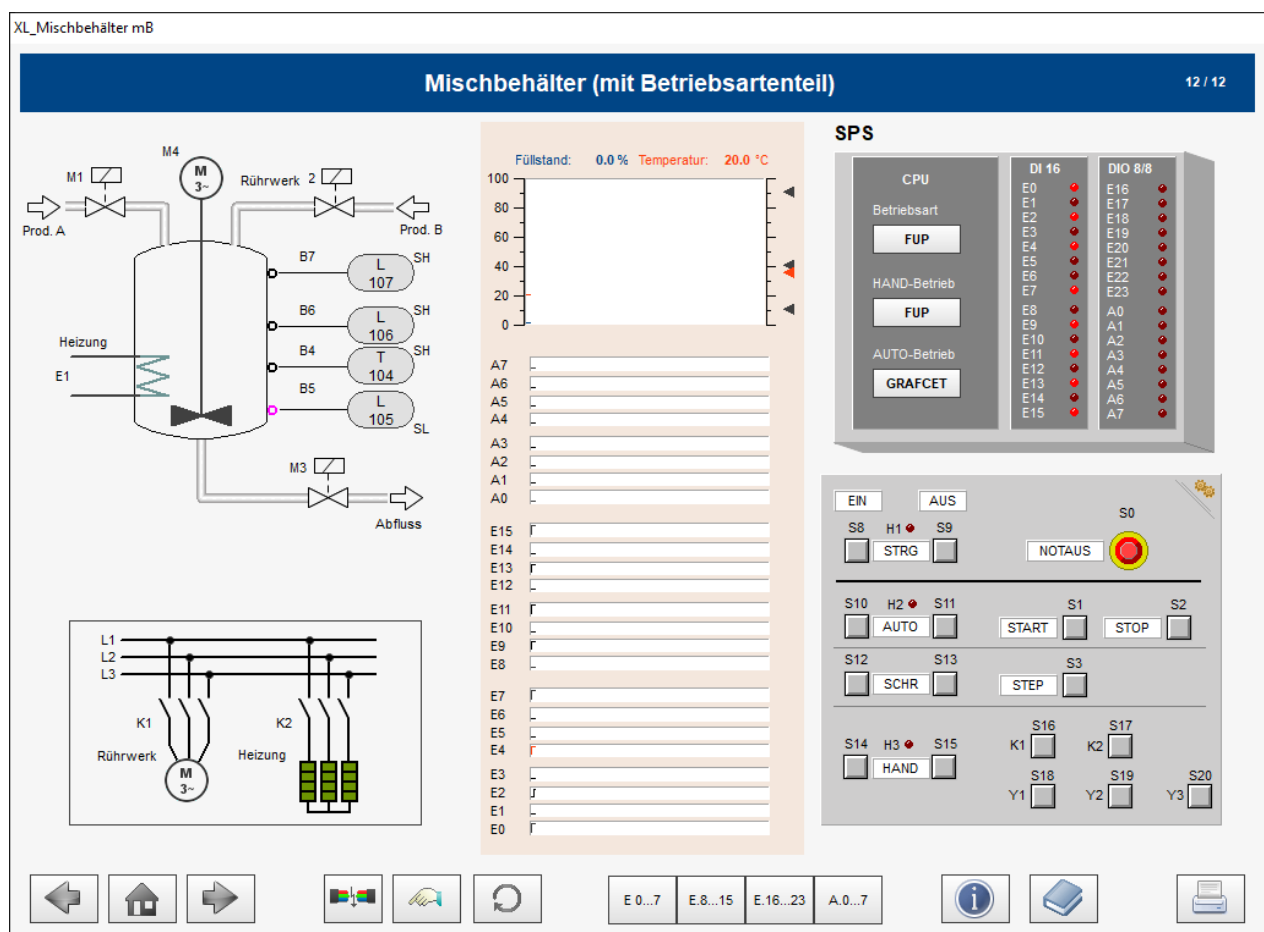 XL_Mischbehälter mB
Mischbehälter (mit Betriebsartenteil)
12 / 12
M4
M
3~
M1
Rührwerk
2
Prod. A
Prod. B
B7
L
107
SH
B6
L
106
SH
B4
T
104
SH
B5
L
105
SL
Heizung
E1
M3
Abfluss
L1
L2
L3
K1
K2
Rührwerk
Heizung
M
3~
Füllstand: 0.0 % Temperatur: 20.0 °C
100
80
60
40
20
0
A7
A6
A5
A4
A3
A2
A1
A0
E15
E14
E13
E12
E11
E10
E9
E8
E7
E6
E5
E4
E3
E2
E1
E0
SPS
CPU
Betriebsart
FUP
HAND-Betrieb
FUP
AUTO-Betrieb
GRAFCET
DI 16
E0
E1
E2
E3
E4
E5
E6
E7
E8
E9
E10
E11
E12
E13
E14
E15
DIO 8/8
E16
E17
E18
E19
E20
E21
E22
E23
A0
A1
A2
A3
A4
A5
A6
A7
EIN
AUS
S8
H1
S9
STRG
S0
NOTAUS
S10
H2
S11
AUTO
S1
START
S2
STOP
S12
S13
SCHR
S3
STEP
S14
H3
S15
HAND
S16
K1
S17
K2
S18
Y1
S19
Y2
S20
Y3
E 0...7
E.8...15
E.16...23
A.0...7